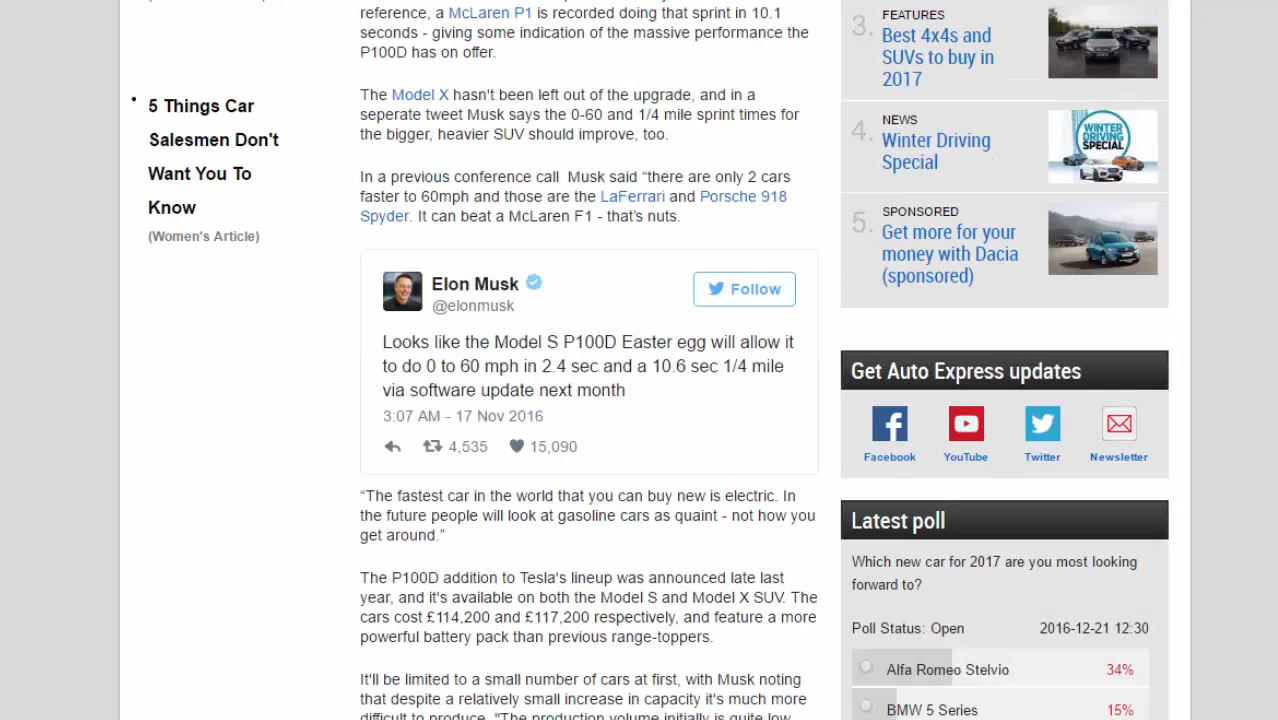 5 Things Car
Salesmen Don't
Want You To
Know
(Women's Article)
reference, a McLaren P1 is recorded doing that sprint in 10.1
seconds - giving some indication of the massive performance the
P100D has on offer.
The Model X hasn't been left out of the upgrade, and in a
seperate tweet Musk says the 0-60 and 1/4 mile sprint times for
the bigger, heavier SUV should improve, too.
In a previous conference call Musk said “there are only 2 cars
faster to 60mph and those are the LaFerrari and Porsche 918
Spyder. It can beat a McLaren F1 - that’s nuts.
Elon Musk
@elonmusk
Follow
Looks like the Model S P100D Easter egg will allow it
to do 0 to 60 mph in 2.4 sec and a 10.6 sec 1/4 mile
via software update next month
3:07 AM - 17 Nov 2016
4,535 15,090
“The fastest car in the world that you can buy new is electric. In
the future people will look at gasoline cars as quaint - not how you
get around.”
The P100D addition to Tesla's lineup was announced late last
year, and it's available on both the Model S and Model X SUV. The
cars cost £114,200 and £117,200 respectively, and feature a more
powerful battery pack than previous range-toppers.
It'll be limited to a small number of cars at first, with Musk noting
that despite a relatively small increase in capacity it's much more
difficult to produce. "The production volume initially is quite low
3.
FEATURES
Best 4x4s and
SUVs to buy in
2017
4.
NEWS
Winter Driving
Special
WINTER
DRIVING
SPECIAL
5.
SPONSORED
Get more for your
money with Dacia
(sponsored)
Get Auto Express updates
Facebook YouTube Twitter Newsletter
Latest poll
Which new car for 2017 are you most looking
forward to?
Poll Status: Open 2016-12-21 12:30
Alfa Romeo Stelvio 34%
BMW 5 Series 15%